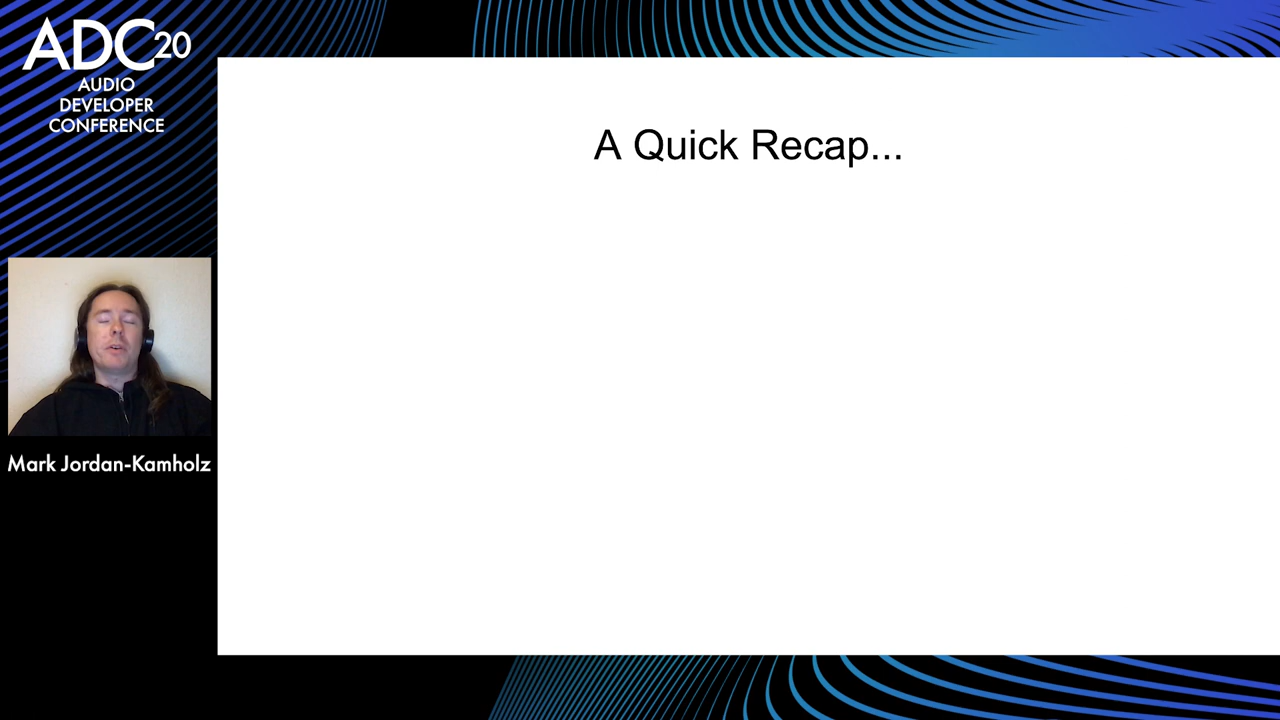 ADC20
AUDIO
DEVELOPER
CONFERENCE
A Quick Recap...
Mark Jordan-Kamholz